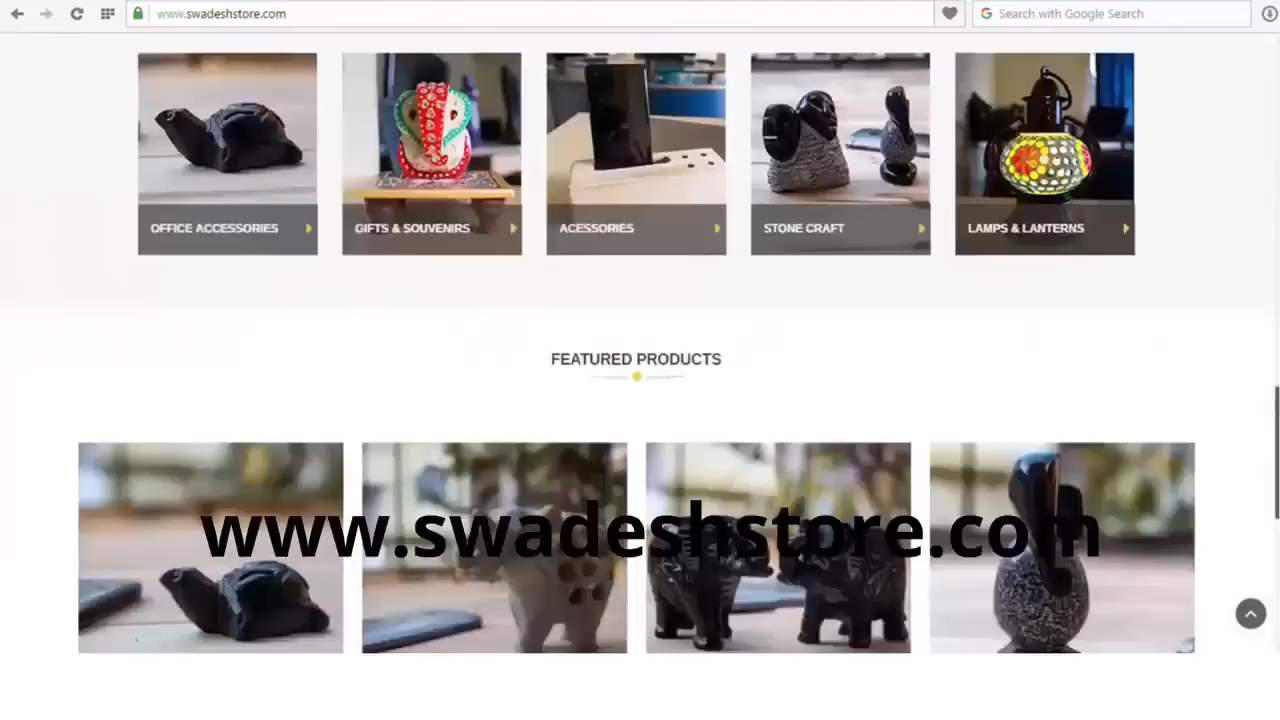 www.swadeshstore.com
Search with Google Search
OFFICE ACCESSORIES
GIFTS & SOUVENIRS
ACESSORIES
STONE CRAFT
LAMPS & LANTERNS
FEATURED PRODUCTS
www.swadeshstore.com